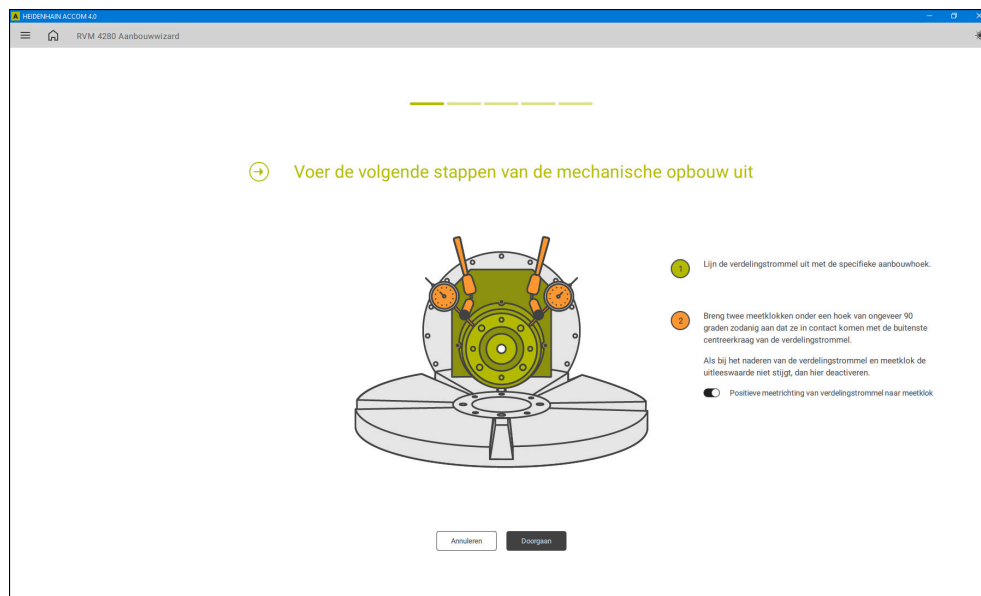 A HEIDENHAIN ACCOM 4.0
RVM 4280 Aanbouwwizard
Voer de volgende stappen van de mechanische opbouw uit
1 Lijn de verdelingstrommel uit met de specifieke aanbouwhoek.
2 Breng twee meetklokken onder een hoek van ongeveer 90
graden zodanig aan dat ze in contact komen met de buitenste
centreerkraag van de verdelingstrommel.
Als bij het naderen van de verdelingstrommel en meetklok de
uitleeswaarde niet stijgt, dan hier deactiveren.
Positieve meetrichting van verdelingstrommel naar meetklok
Annuleren Doorgaan